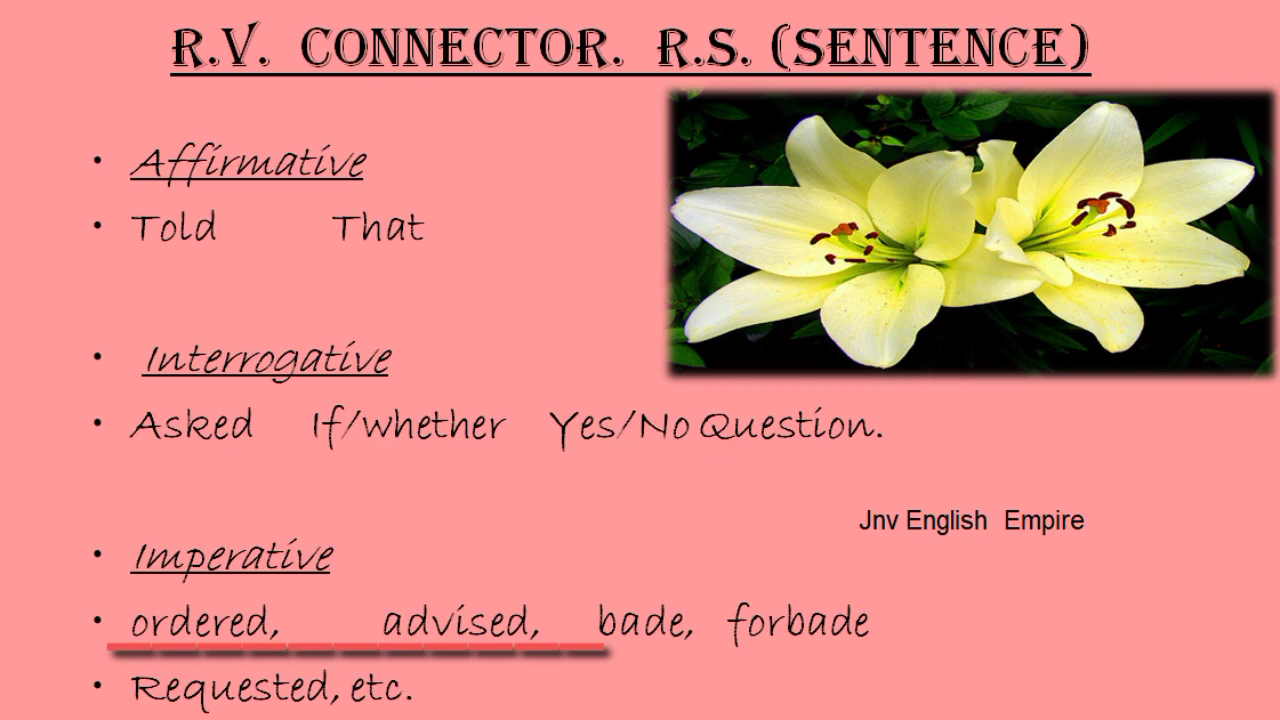 R.V. CONNECTOR. R.S. (SENTENCE)
• Affirmative
• Told That
• Interrogative
• Asked If/whether Yes/No Question.
Jnv English Empire
• Imperative
• ordered, advised, bade, forbade
• Requested, etc.